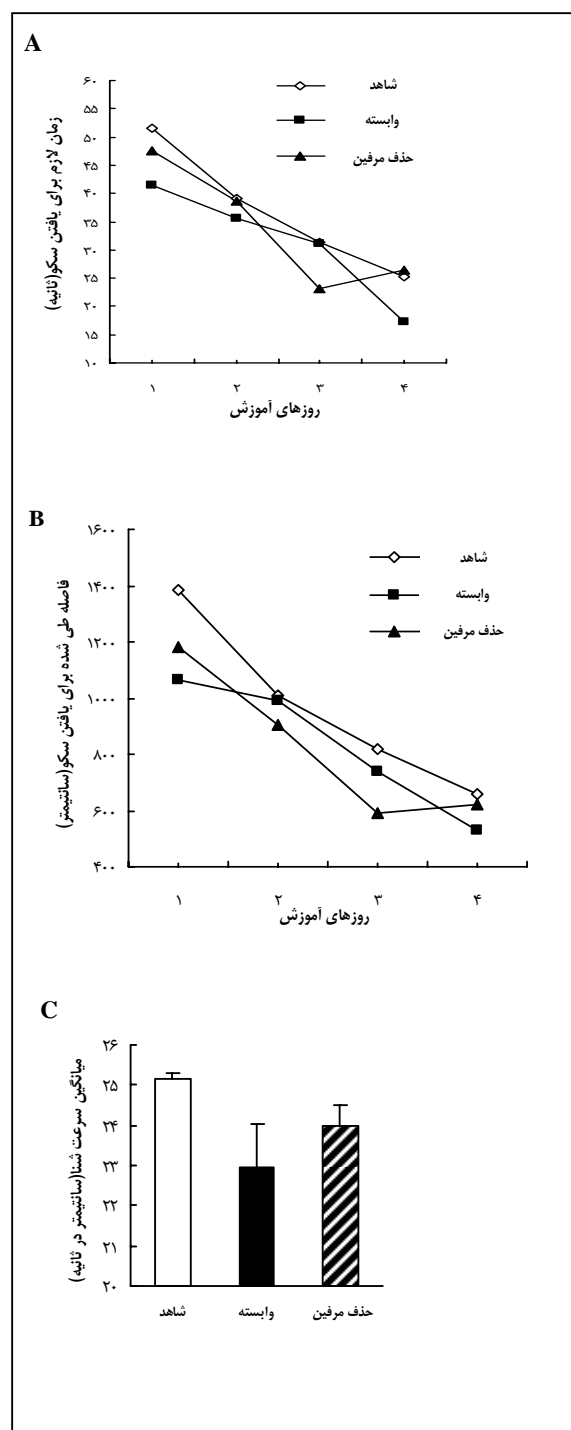 A
زمان لازم برای یافتن سکو(ثانیه)
۶۰
۵۵
۵۰
۴۵
۴۰
۳۵
۳۰
۲۵
۲۰
۱۵
۱۰
شاهد
وابسته
حذف مرفین
۱ ۲ ۳ ۴
روزهای آموزش
B
فاصله طی شده برای یافتن سکو(سانتیمتر)
۱۶۰۰
۱۴۰۰
۱۲۰۰
۱۰۰۰
۸۰۰
۶۰۰
۴۰۰
شاهد
وابسته
حذف مرفین
۱ ۲ ۳ ۴
روزهای آموزش
C
میانگین سرعت شنا(سانتیمتر در ثانیه)
۲۶
۲۵
۲۴
۲۳
۲۲
۲۱
۲۰
شاهد وابسته حذف مرفین